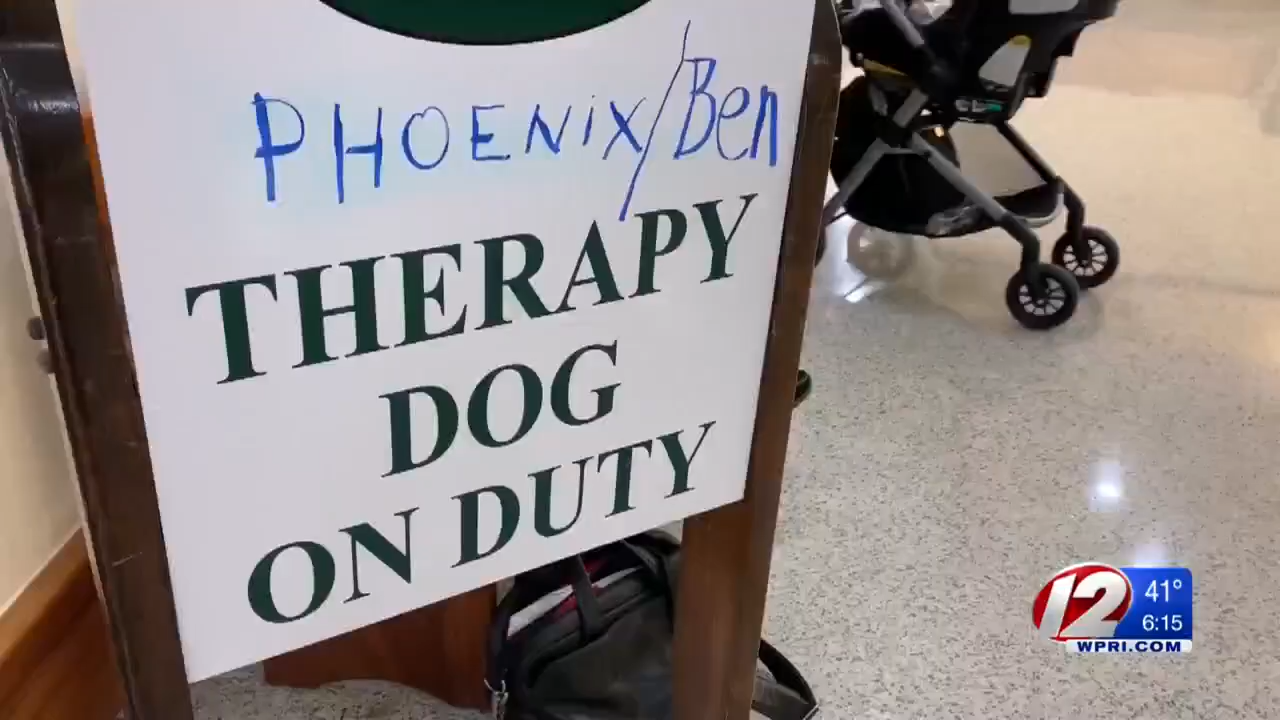 PHOENIX/Ben
THERAPY
DOG
ON DUTY
12
41°
6:15
WPRI.COM